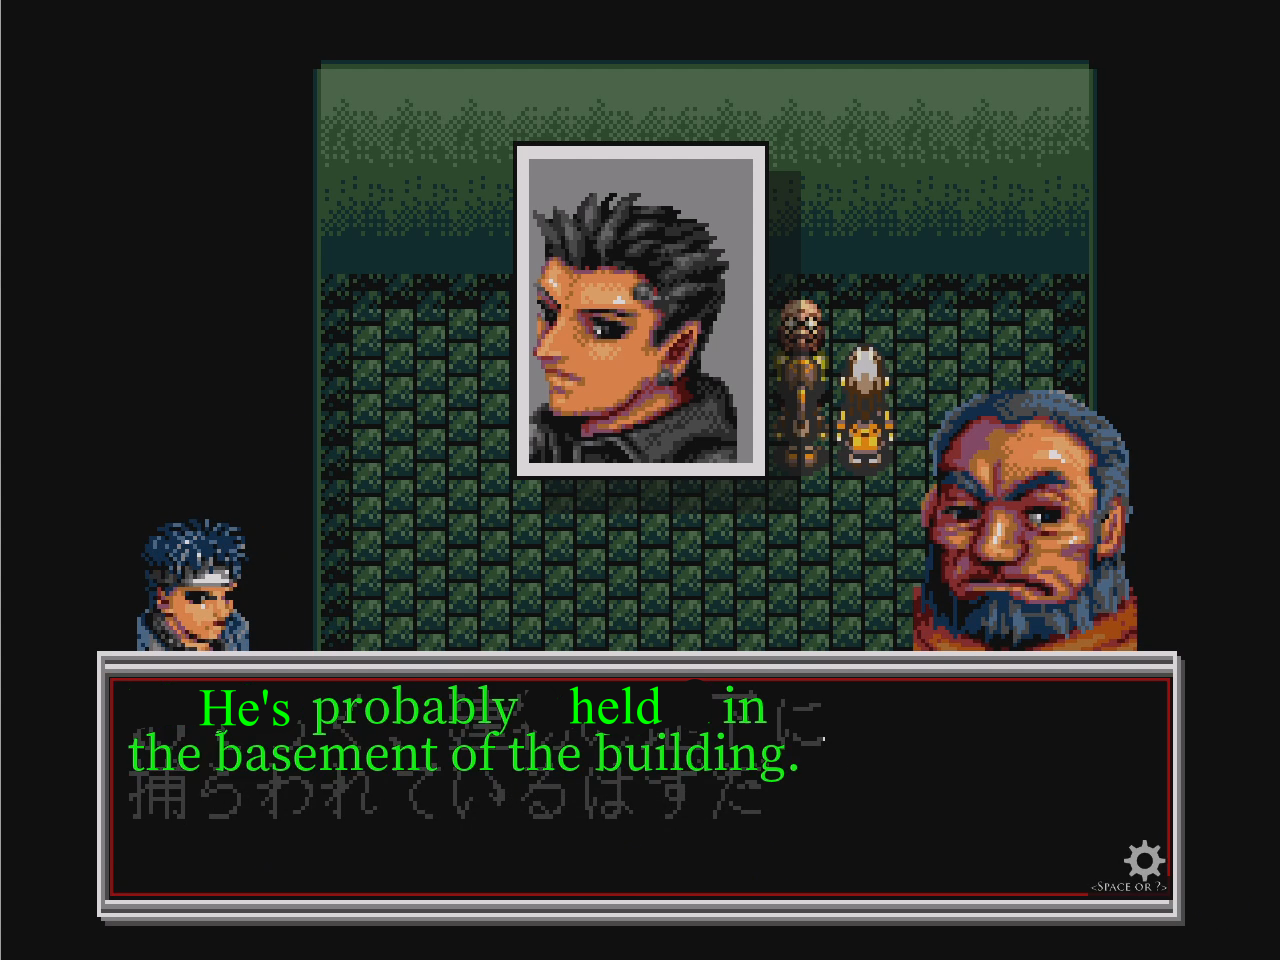 He's probably held in
the basement of the building.
捕らわれているはずだ
<SPACE OR ?>